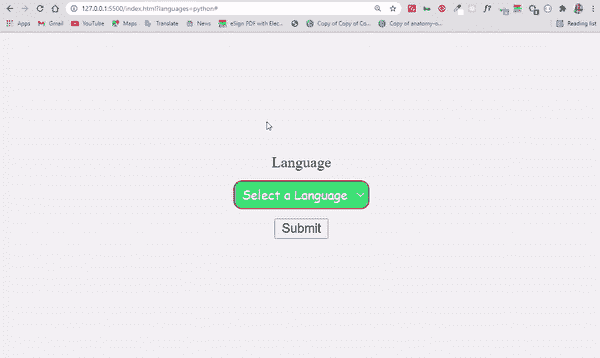 127.0.0.1:5500/index.html?languages=python#
Apps Gmail YouTube Maps Translate News eSign PDF with Elec... Copy of Copy of Co... Copy of anatomy-o... Reading list
Language
Select a Language
Submit